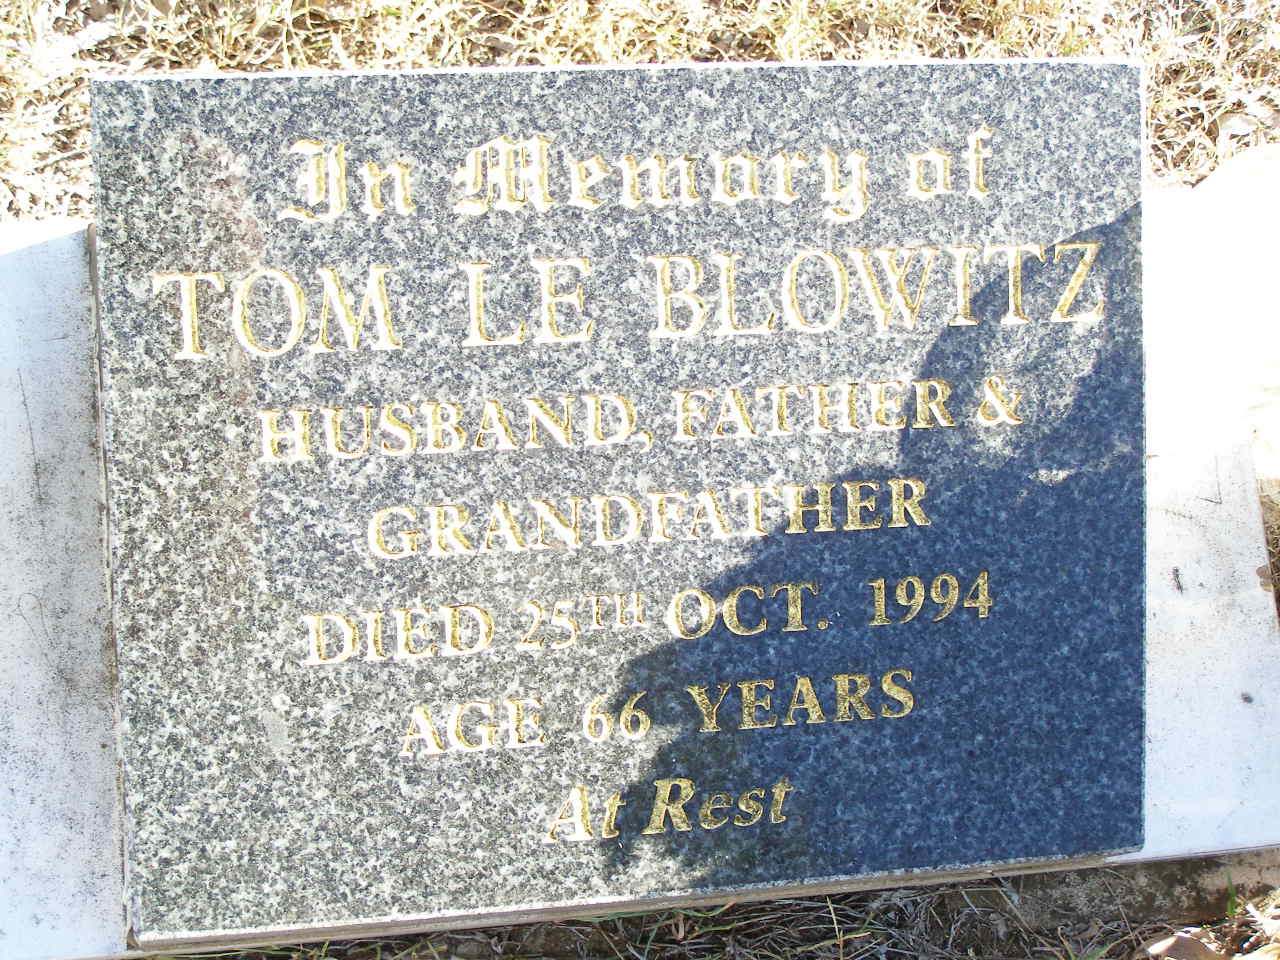 In Memory of
TOM LE BLOWITZ
HUSBAND, FATHER &
GRANDFATHER
DIED 25TH OCT. 1994
AGE 66 YEARS
At Rest